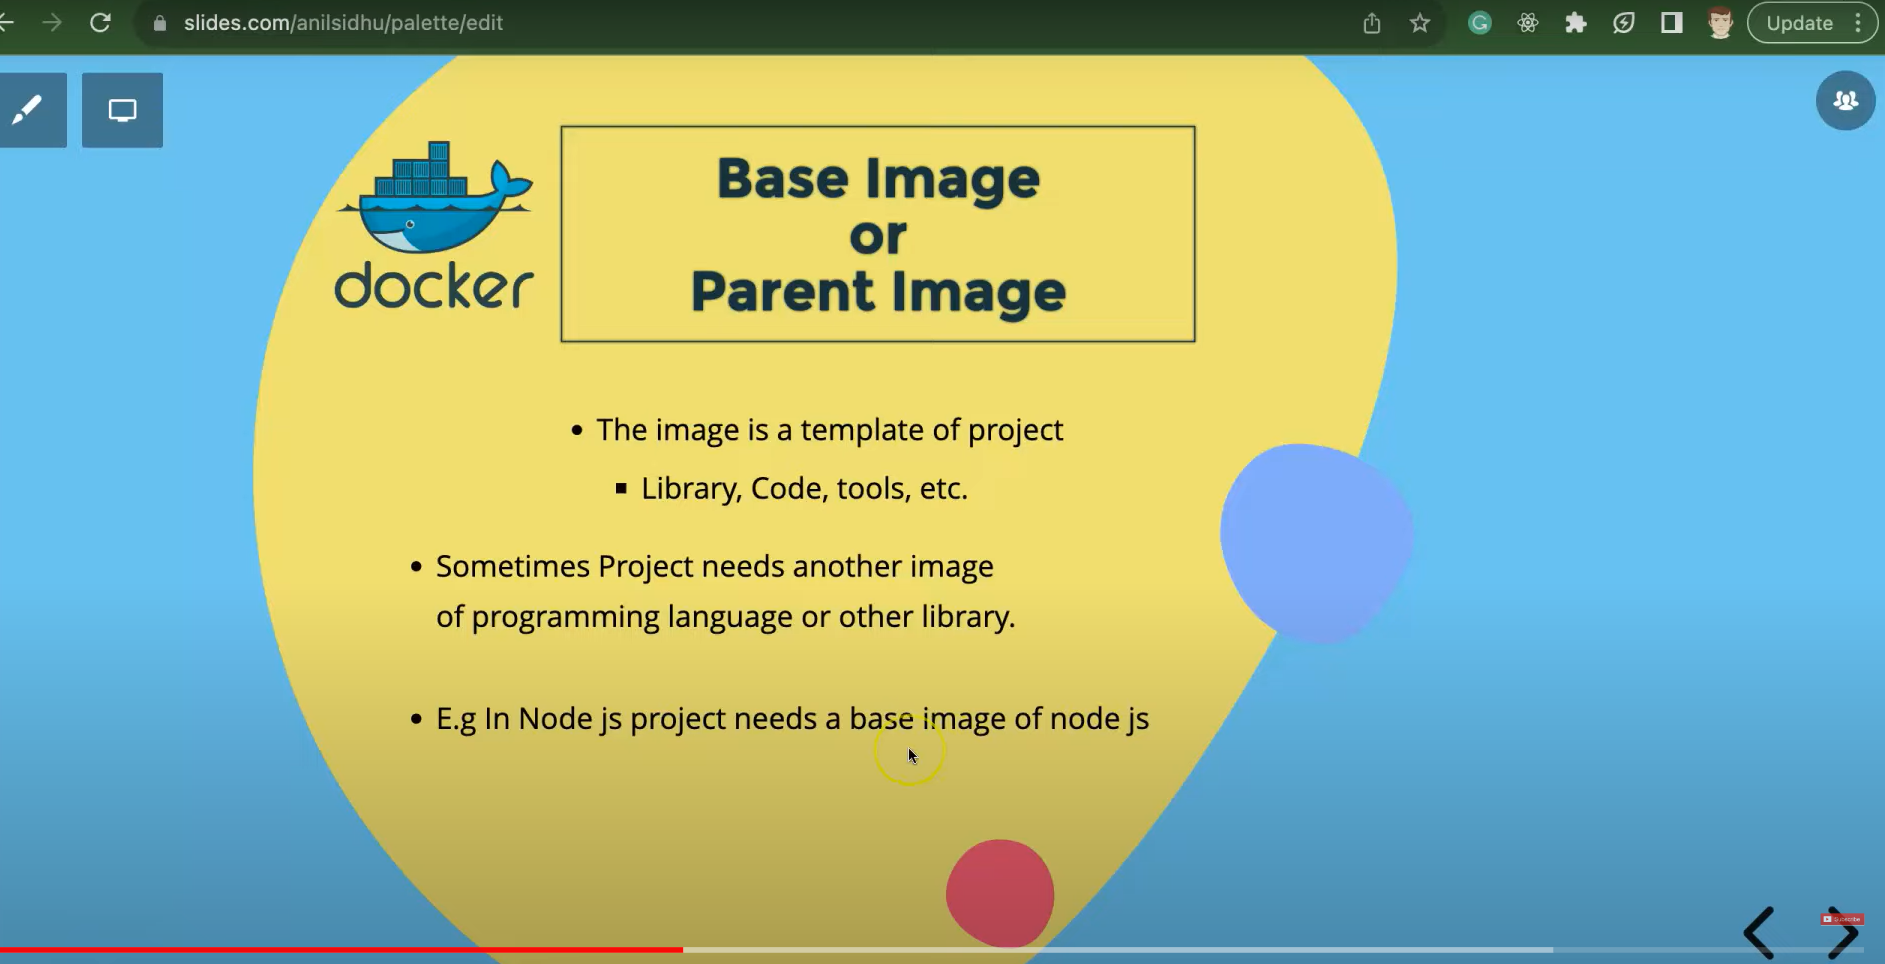 slides.com/anilsidhu/palette/edit
Update
docker
Base Image
or
Parent Image
The image is a template of project
Library, Code, tools, etc.
Sometimes Project needs another image
of programming language or other library.
E.g In Node js project needs a base image of node js
Subscribe